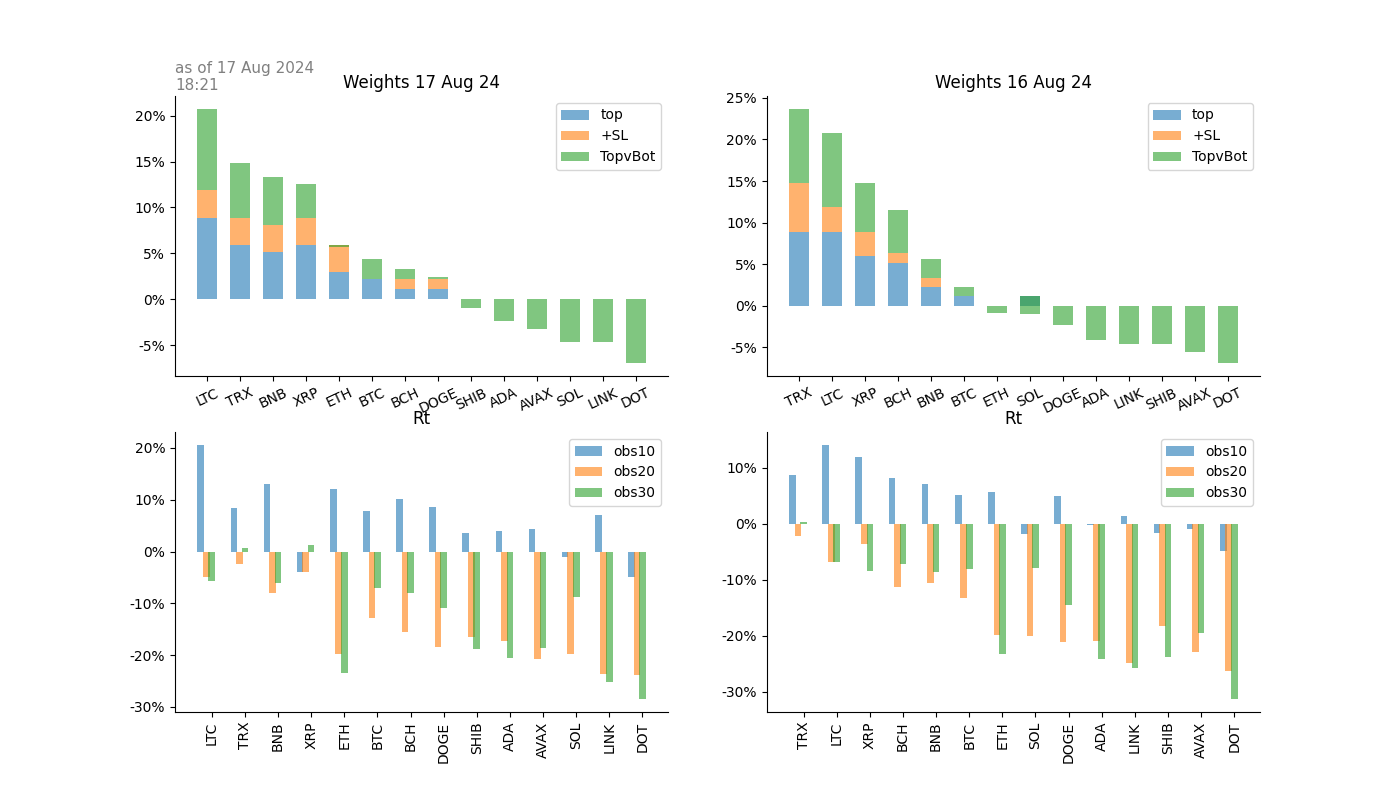 as of 17 Aug 2024
18:21
Weights 17 Aug 24
20%
15%
10%
5%
0%
-5%
top
+SL
TopvBot
LTC TRX BNB XRP ETH BTC BCH DOGE SHIB ADA AVAX SOL LINK DOT
Weights 16 Aug 24
25%
20%
15%
10%
5%
0%
-5%
top
+SL
TopvBot
TRX LTC XRP BCH BNB BTC ETH SOL DOGE ADA LINK SHIB AVAX DOT
Rt
20%
10%
0%
-10%
-20%
-30%
obs10
obs20
obs30
LTC TRX BNB XRP ETH BTC BCH DOGE SHIB ADA AVAX SOL LINK DOT
Rt
10%
0%
-10%
-20%
-30%
obs10
obs20
obs30
TRX LTC XRP BCH BNB BTC ETH SOL DOGE ADA LINK SHIB AVAX DOT